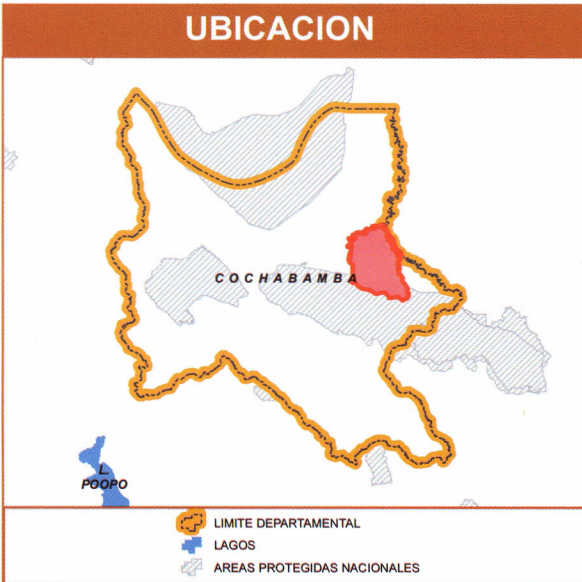 UBICACION
COCHABAMBA
L.
POOPO
LIMITE DEPARTAMENTAL
LAGOS
AREAS PROTEGIDAS NACIONALES